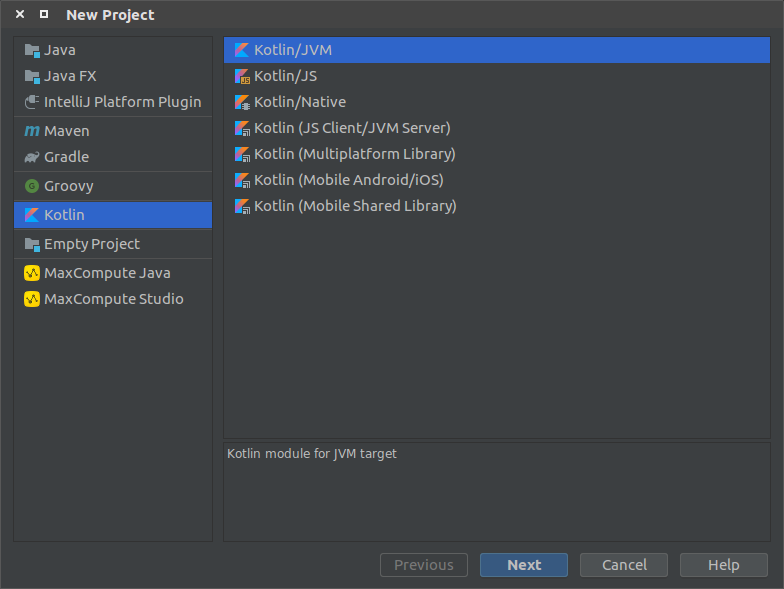 New Project
Java
Java FX
IntelliJ Platform Plugin
Maven
Gradle
Groovy
Kotlin
Empty Project
MaxCompute Java
MaxCompute Studio
Kotlin/JVM
Kotlin/JS
Kotlin/Native
Kotlin (JS Client/JVM Server)
Kotlin (Multiplatform Library)
Kotlin (Mobile Android/iOS)
Kotlin (Mobile Shared Library)
Kotlin module for JVM target
Previous
Next
Cancel
Help